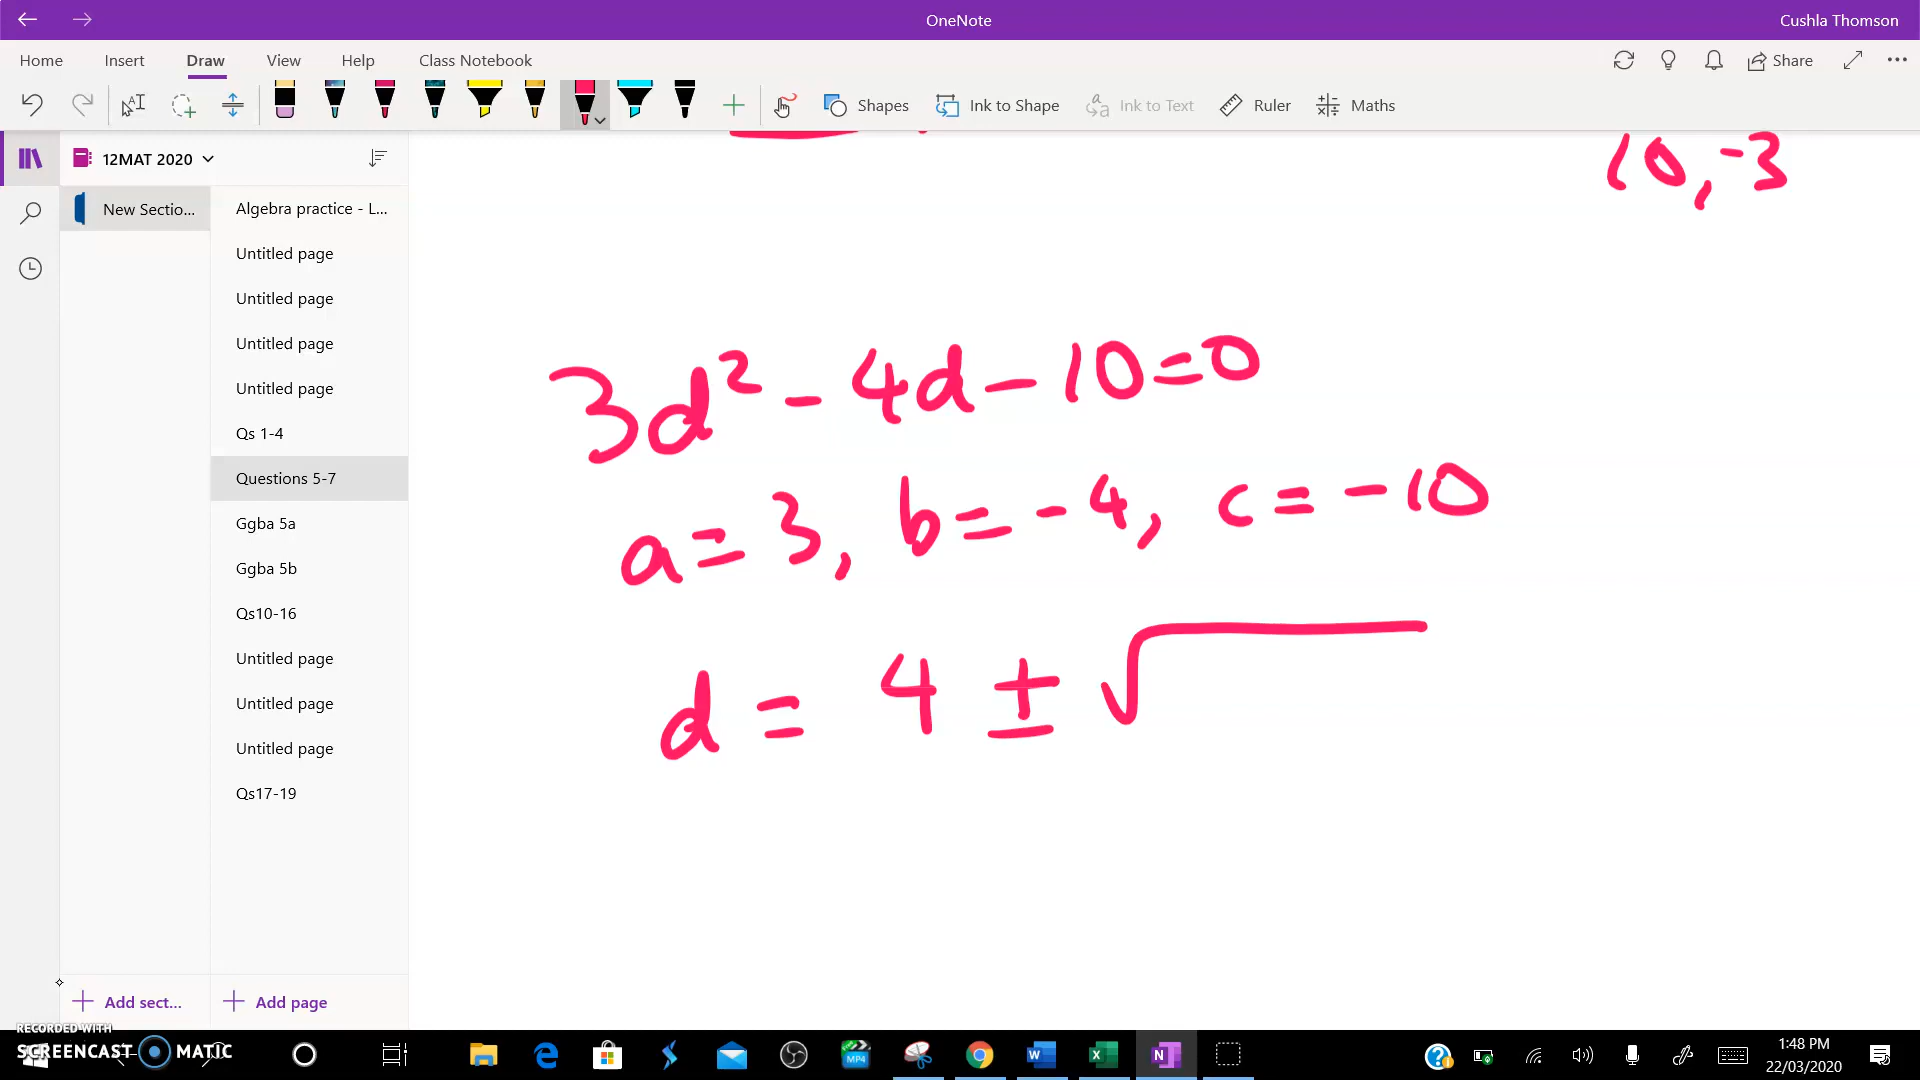 OneNote
Cushla Thomson
Home Insert Draw View Help Class Notebook
Share
Shapes Ink to Shape Ink to Text Ruler Maths
12MAT 2020
New Sectio...
Algebra practice - L...
Untitled page
Untitled page
Untitled page
Untitled page
Qs 1-4
Questions 5-7
Ggba 5a
Ggba 5b
Qs10-16
Untitled page
Untitled page
Untitled page
Qs17-19
Add sect...
Add page
10, -3
3d² - 4d - 10 = 0
a = 3, b = -4, c = -10
d = 4 ± √
RECORDED WITH
SCREENCAST MATIC
MP4
1:48 PM
22/03/2020